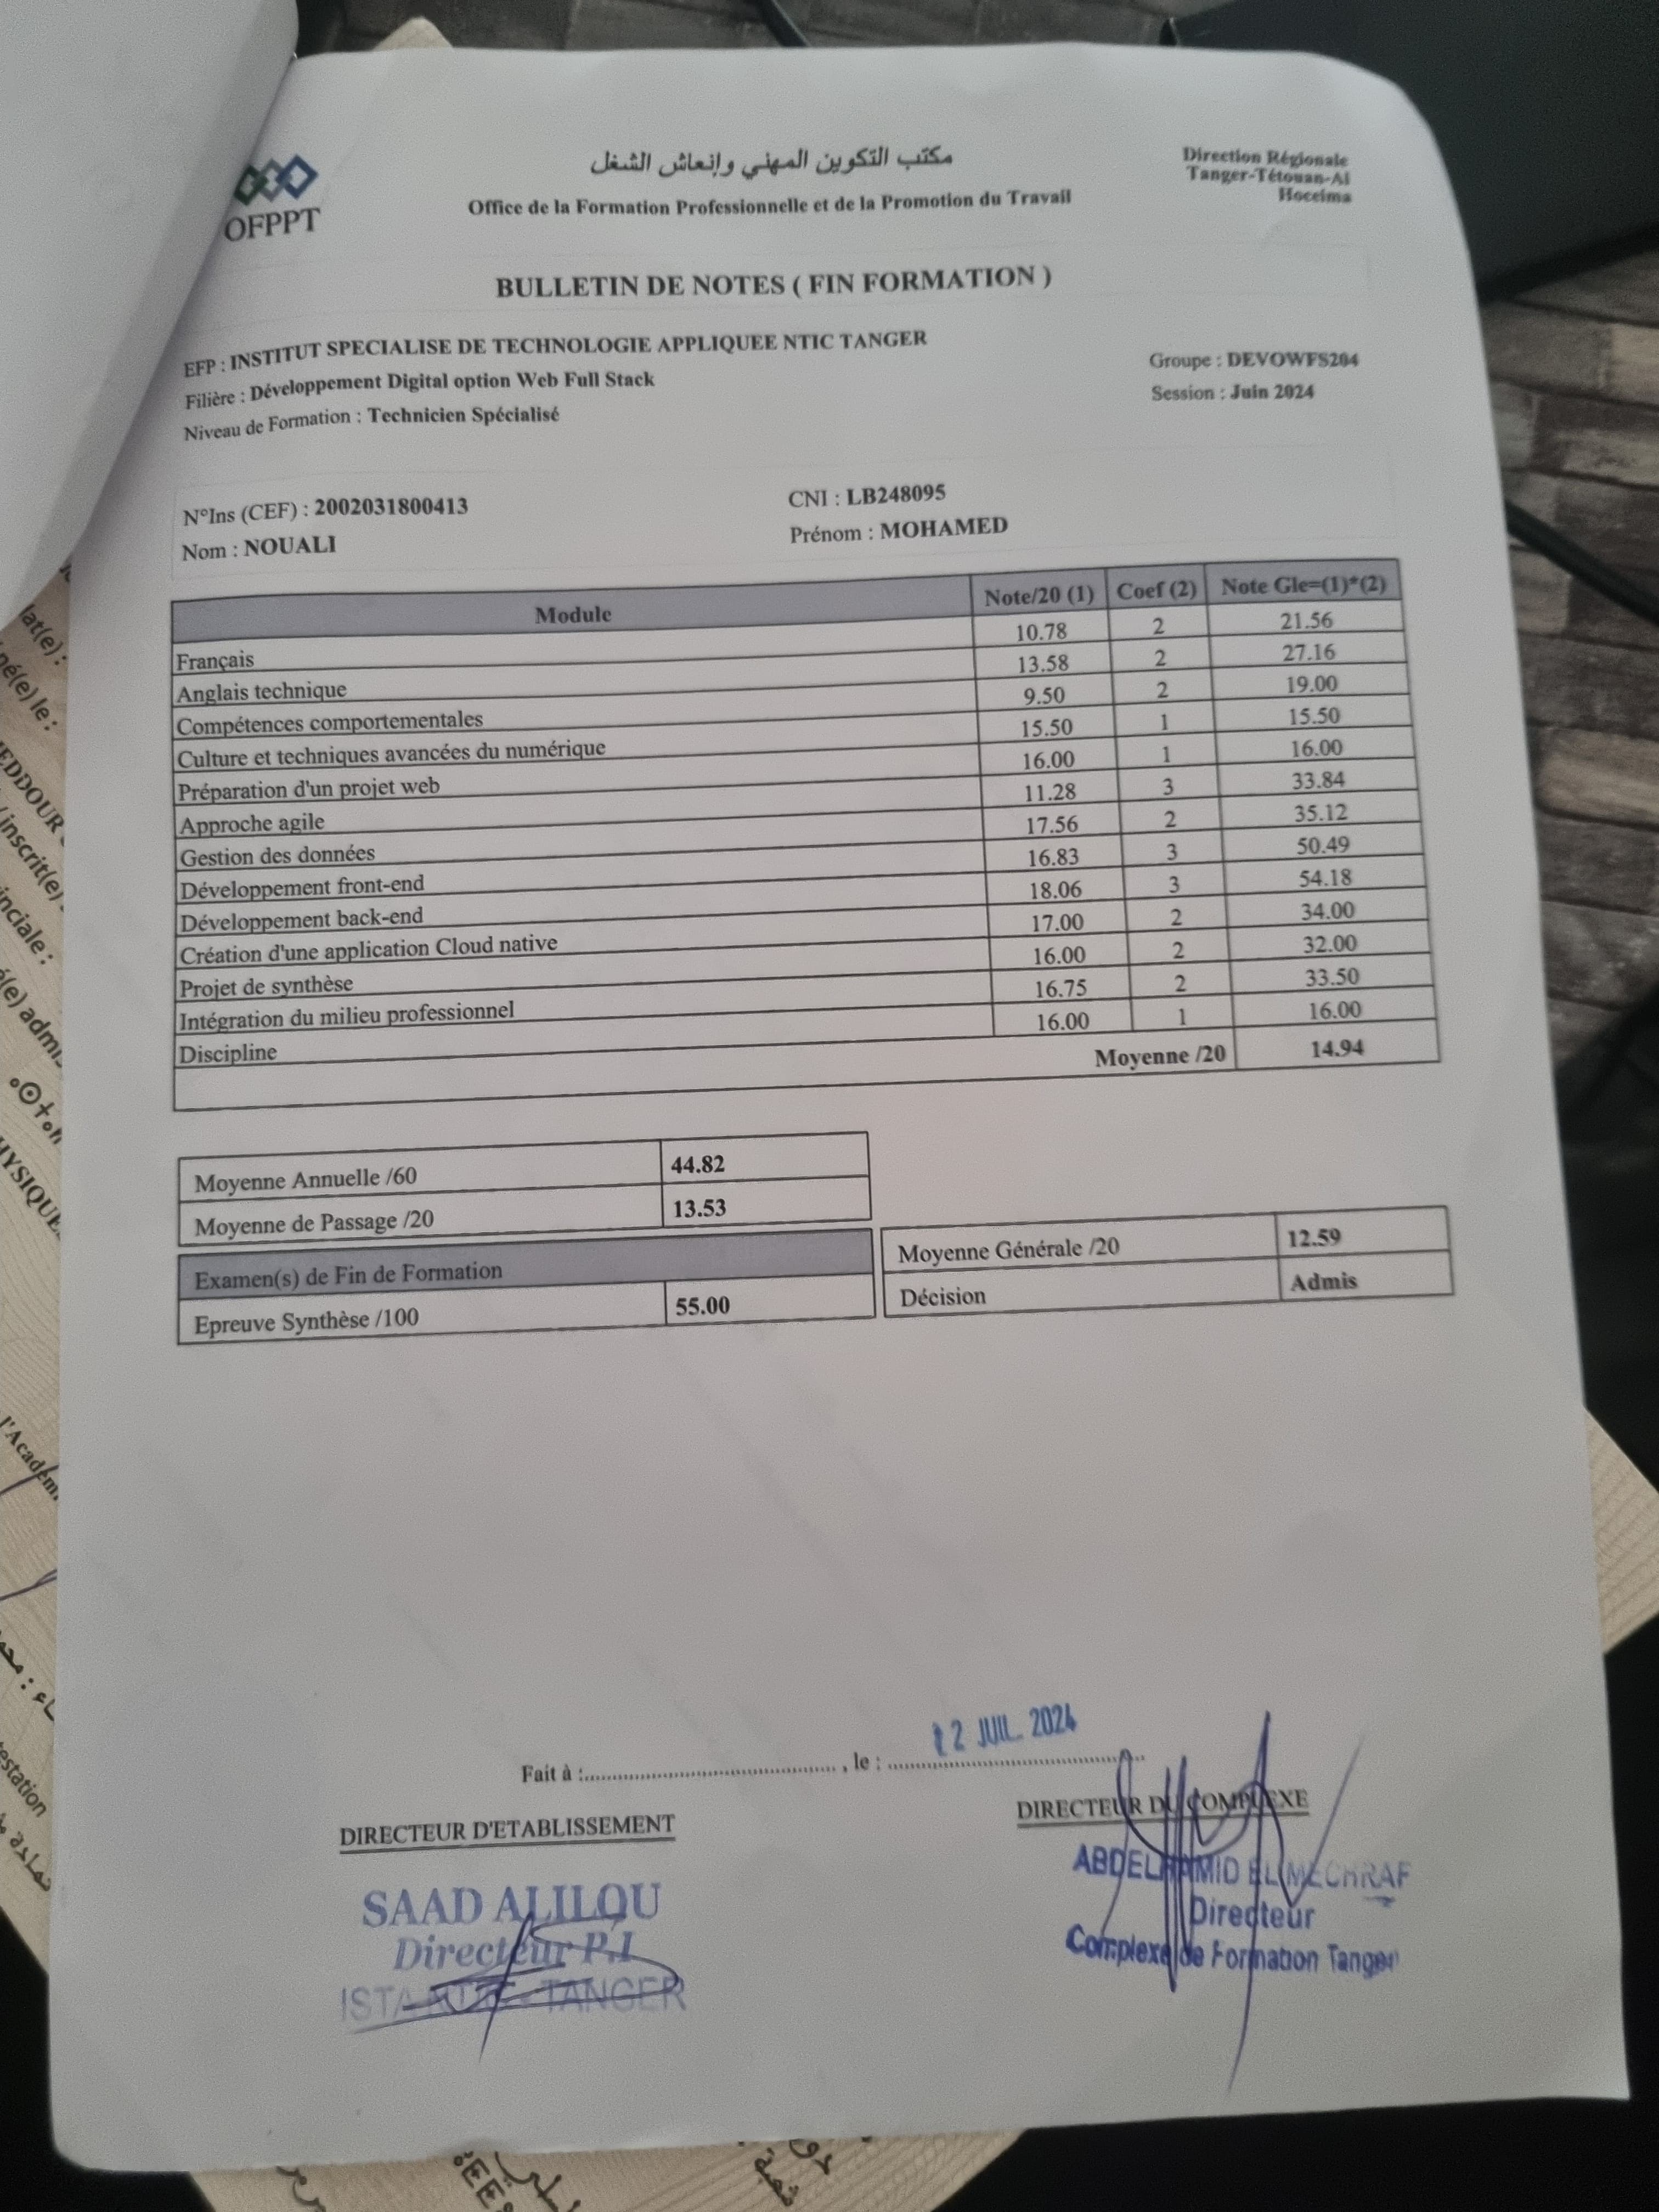 OFPPT
مكتب التكوين المهني وإنعاش الشغل
Office de la Formation Professionnelle et de la Promotion du Travail
Direction Régionale
Tanger-Tétouan-Al
Hoceima
BULLETIN DE NOTES ( FIN FORMATION )
EFP : INSTITUT SPECIALISE DE TECHNOLOGIE APPLIQUEE NTIC TANGER
Filière : Développement Digital option Web Full Stack
Niveau de Formation : Technicien Spécialisé
Groupe : DEVOWFS204
Session : Juin 2024
N°Ins (CEF) : 2002031800413
CNI : LB248095
Nom : NOUALI
Prénom : MOHAMED
Module Note/20 (1) Coef (2) Note Gle=(1)*(2)
Français 10.78 2 21.56
Anglais technique 13.58 2 27.16
Compétences comportementales 9.50 2 19.00
Culture et techniques avancées du numérique 15.50 1 15.50
Préparation d'un projet web 16.00 1 16.00
Approche agile 11.28 3 33.84
Gestion des données 17.56 2 35.12
Développement front-end 16.83 3 50.49
Développement back-end 18.06 3 54.18
Création d'une application Cloud native 17.00 2 34.00
Projet de synthèse 16.00 2 32.00
Intégration du milieu professionnel 16.75 2 33.50
Discipline 16.00 1 16.00
Moyenne /20 14.94
Moyenne Annuelle /60 44.82
Moyenne de Passage /20 13.53
Examen(s) de Fin de Formation
Epreuve Synthèse /100 55.00
Moyenne Générale /20 12.59
Décision Admis
Fait à :............................................, le : ............................................
12 JUIL. 2024
DIRECTEUR D'ETABLISSEMENT
SAAD ALILOU
Directeur P.I
ISTA NTIC - TANGER
DIRECTEUR DU COMPLEXE
ABDELHAMID EL MECHRAF
Directeur
Complexe de Formation Tanger
lat(e) :
né(e) le :
EDDOUR
inscrit(e)
nciale :
é(e) admi
HYSIQUE
l'Académ